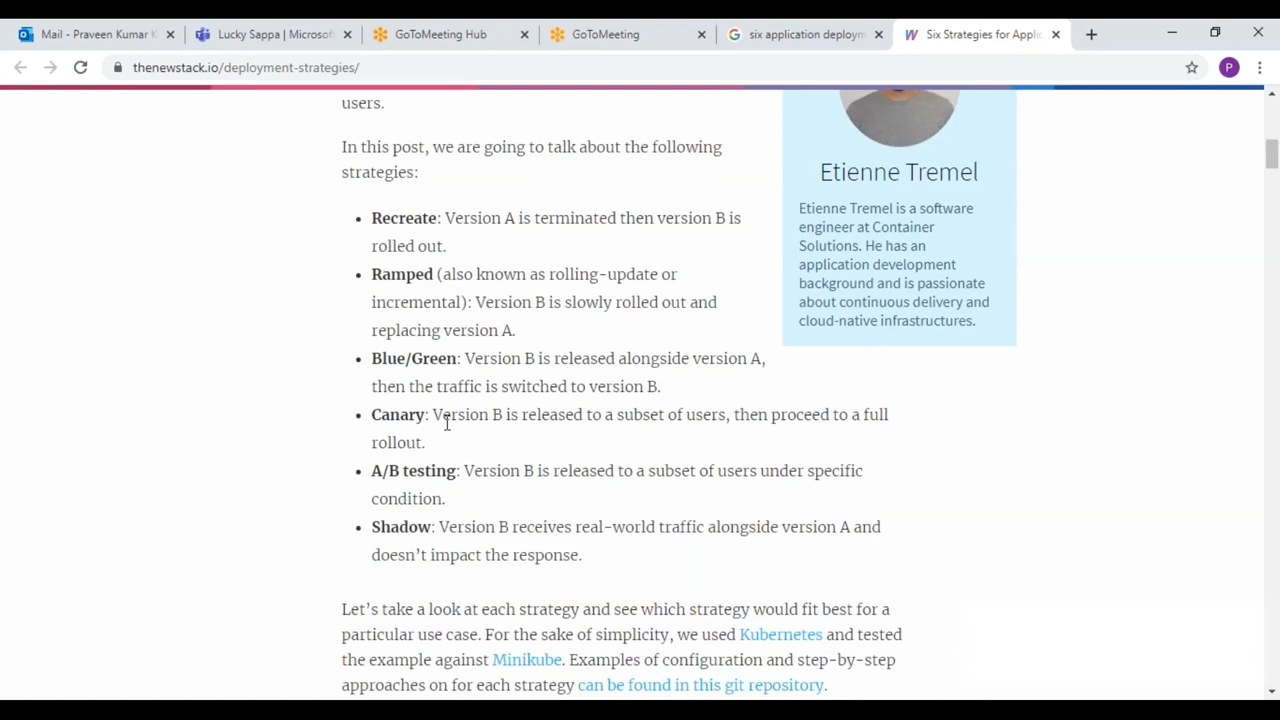 Mail - Praveen Kumar K
Lucky Sappa | Microsoft
GoToMeeting Hub
GoToMeeting
six application deploym
Six Strategies for Applic
thenewstack.io/deployment-strategies/
P
users.
In this post, we are going to talk about the following
strategies:
• Recreate: Version A is terminated then version B is
rolled out.
• Ramped (also known as rolling-update or
incremental): Version B is slowly rolled out and
replacing version A.
• Blue/Green: Version B is released alongside version A,
then the traffic is switched to version B.
• Canary: Version B is released to a subset of users, then proceed to a full
rollout.
• A/B testing: Version B is released to a subset of users under specific
condition.
• Shadow: Version B receives real-world traffic alongside version A and
doesn’t impact the response.
Let’s take a look at each strategy and see which strategy would fit best for a
particular use case. For the sake of simplicity, we used Kubernetes and tested
the example against Minikube. Examples of configuration and step-by-step
approaches on for each strategy can be found in this git repository.
Etienne Tremel
Etienne Tremel is a software
engineer at Container
Solutions. He has an
application development
background and is passionate
about continuous delivery and
cloud-native infrastructures.